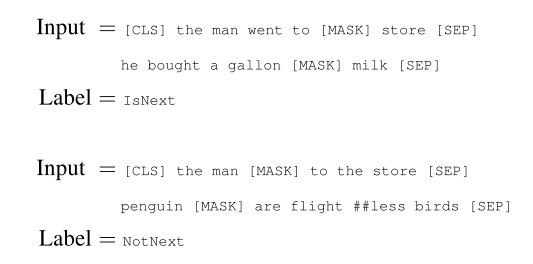 Input = [CLS] the man went to [MASK] store [SEP]
he bought a gallon [MASK] milk [SEP]
Label = IsNext
Input = [CLS] the man [MASK] to the store [SEP]
penguin [MASK] are flight ##less birds [SEP]
Label = NotNext